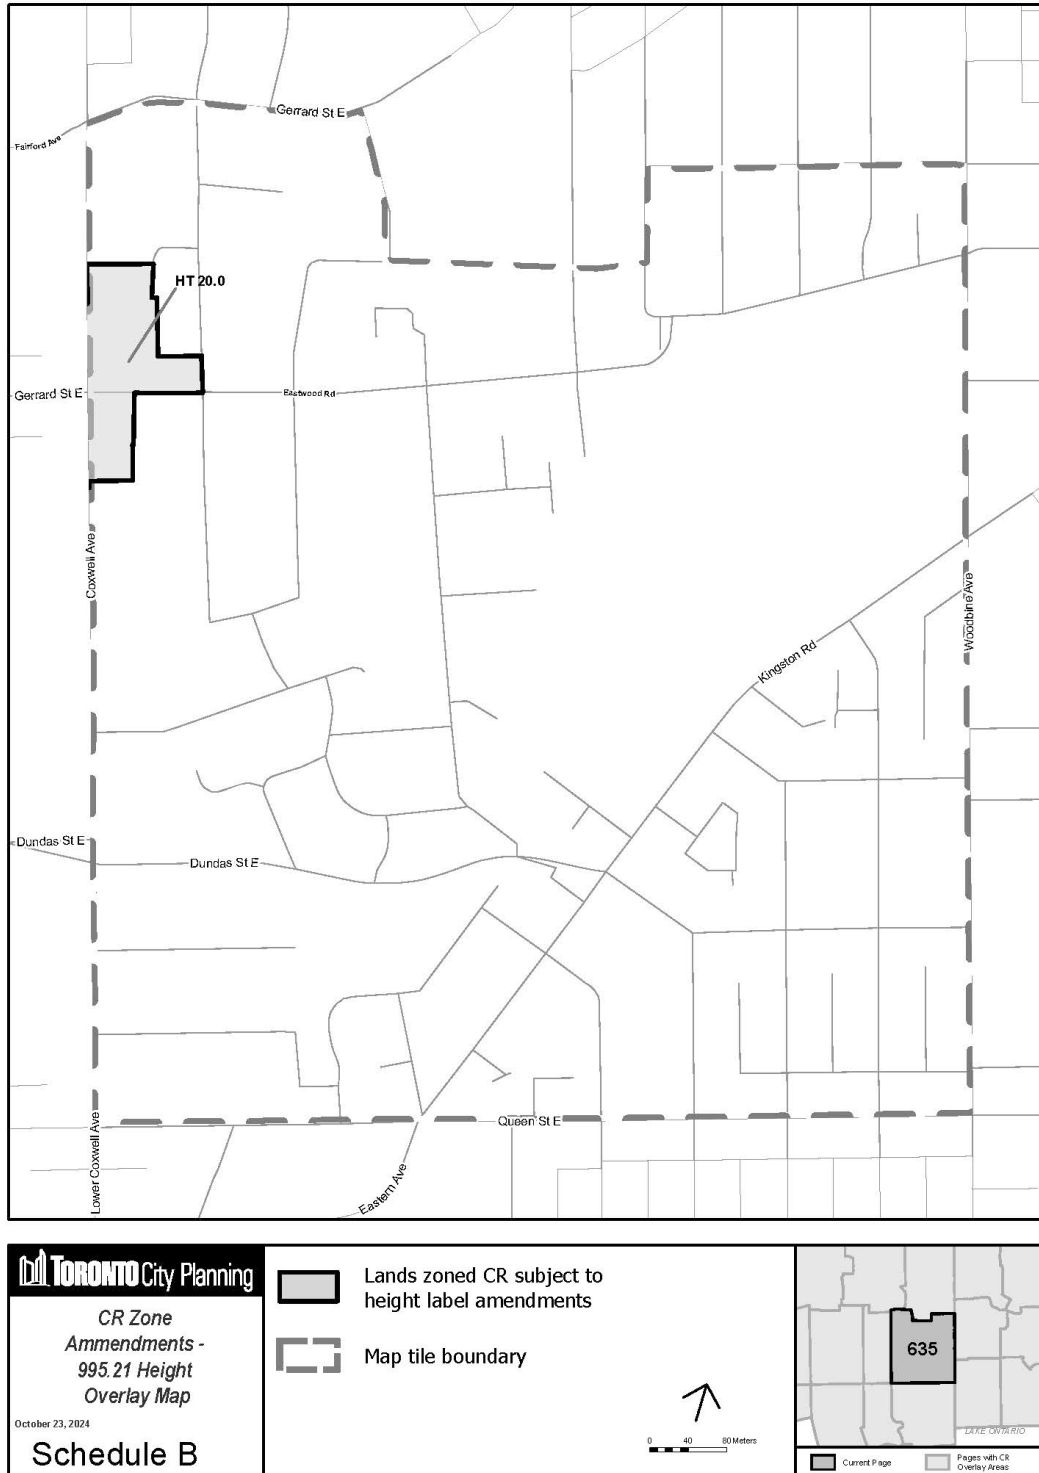 Gerrard St E
Fairford Ave
HT 20.0
Gerrard St E
Eastwood Rd
Coxwell Ave
Woodbine Ave
Kingston Rd
Dundas St E
Dundas St E
Queen St E
Lower Coxwell Ave
Eastern Ave
TORONTO City Planning
CR Zone
Ammendments -
995.21 Height
Overlay Map
October 23, 2024
Schedule B
Lands zoned CR subject to
height label amendments
Map tile boundary
0 40 80 Meters
635
LAKE ONTARIO
Current Page
Pages with CR
Overlay Areas